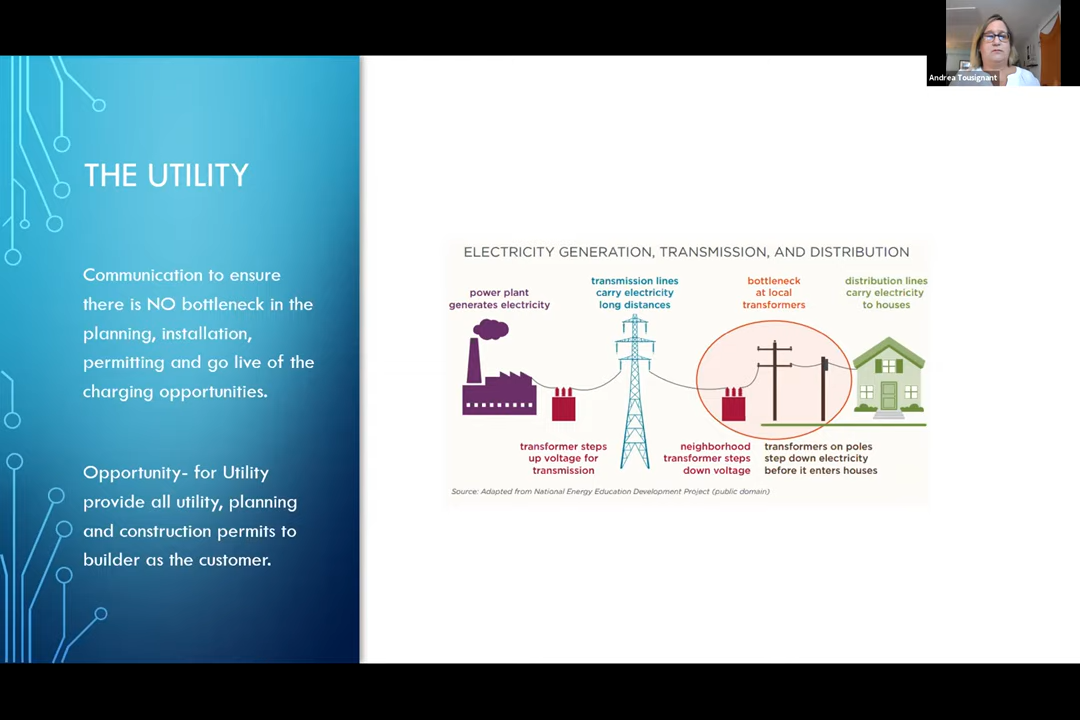 Andrea Tousignant
THE UTILITY
Communication to ensure
there is NO bottleneck in the
planning, installation,
permitting and go live of the
charging opportunities.
Opportunity- for Utility
provide all utility, planning
and construction permits to
builder as the customer.
ELECTRICITY GENERATION, TRANSMISSION, AND DISTRIBUTION
power plant
generates electricity
transmission lines
carry electricity
long distances
bottleneck
at local
transformers
distribution lines
carry electricity
to houses
transformer steps
up voltage for
transmission
neighborhood
transformer steps
down voltage
transformers on poles
step down electricity
before it enters houses
Source: Adapted from National Energy Education Development Project (public domain)